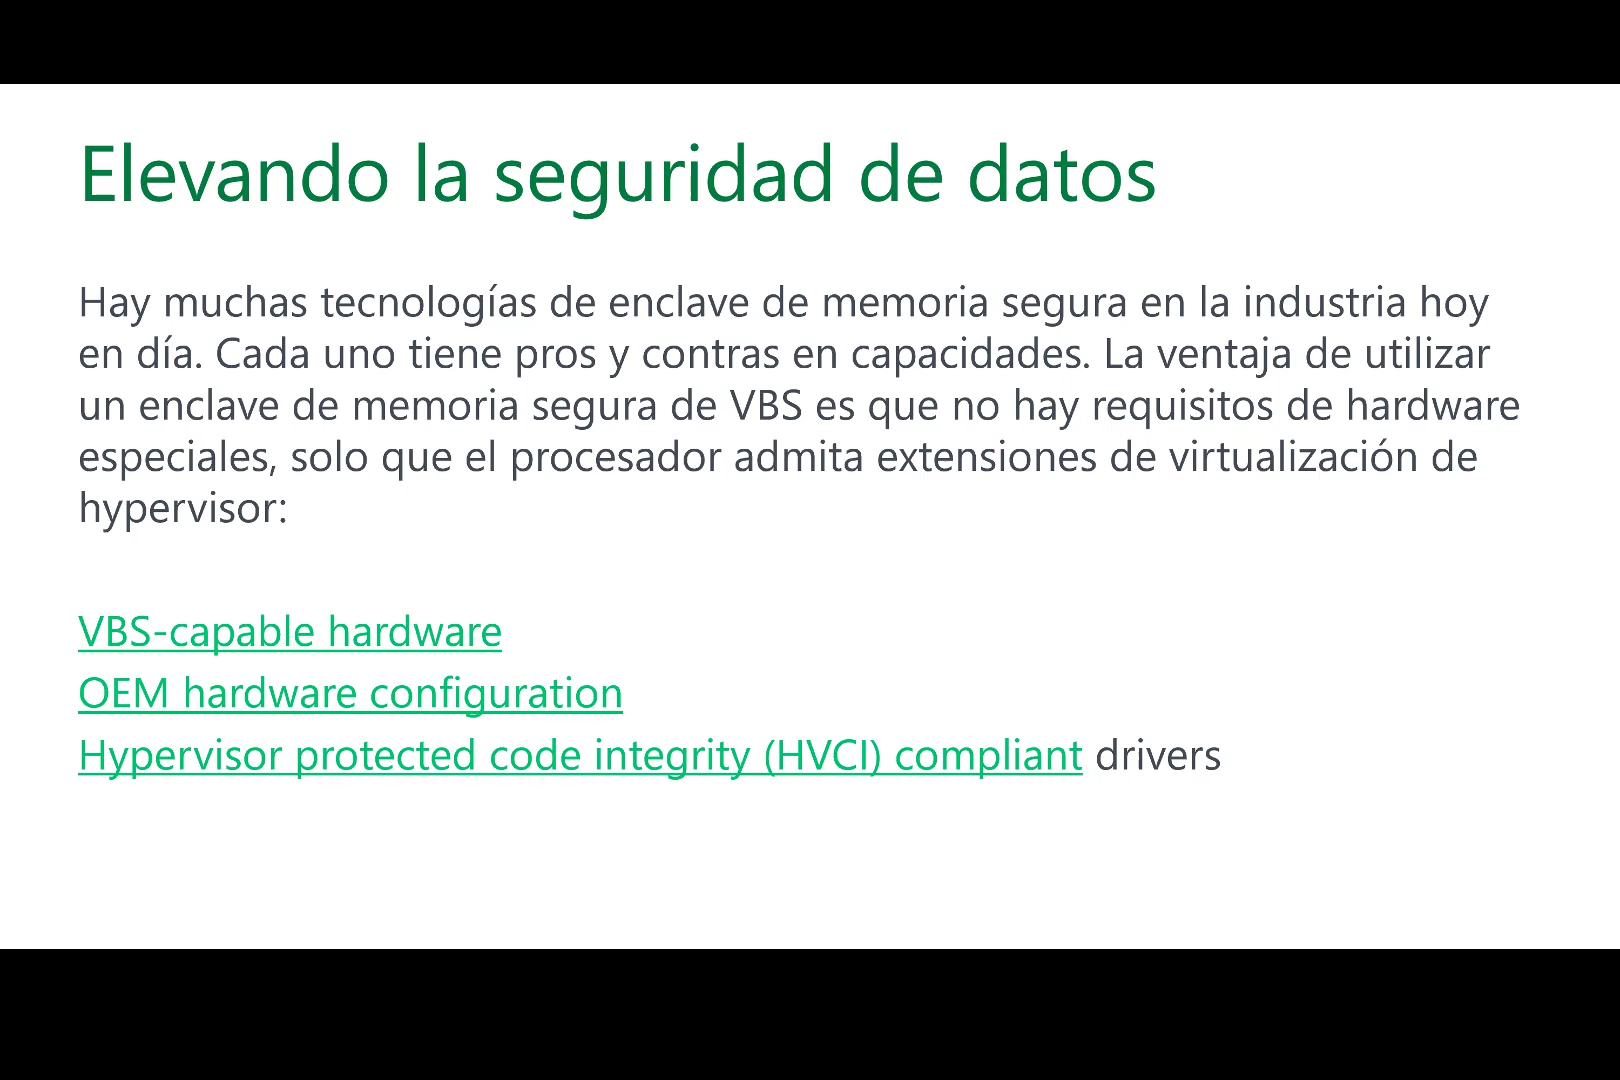 Elevando la seguridad de datos
Hay muchas tecnologías de enclave de memoria segura en la industria hoy
en día. Cada uno tiene pros y contras en capacidades. La ventaja de utilizar
un enclave de memoria segura de VBS es que no hay requisitos de hardware
especiales, solo que el procesador admita extensiones de virtualización de
hypervisor:
VBS-capable hardware
OEM hardware configuration
Hypervisor protected code integrity (HVCI) compliant drivers